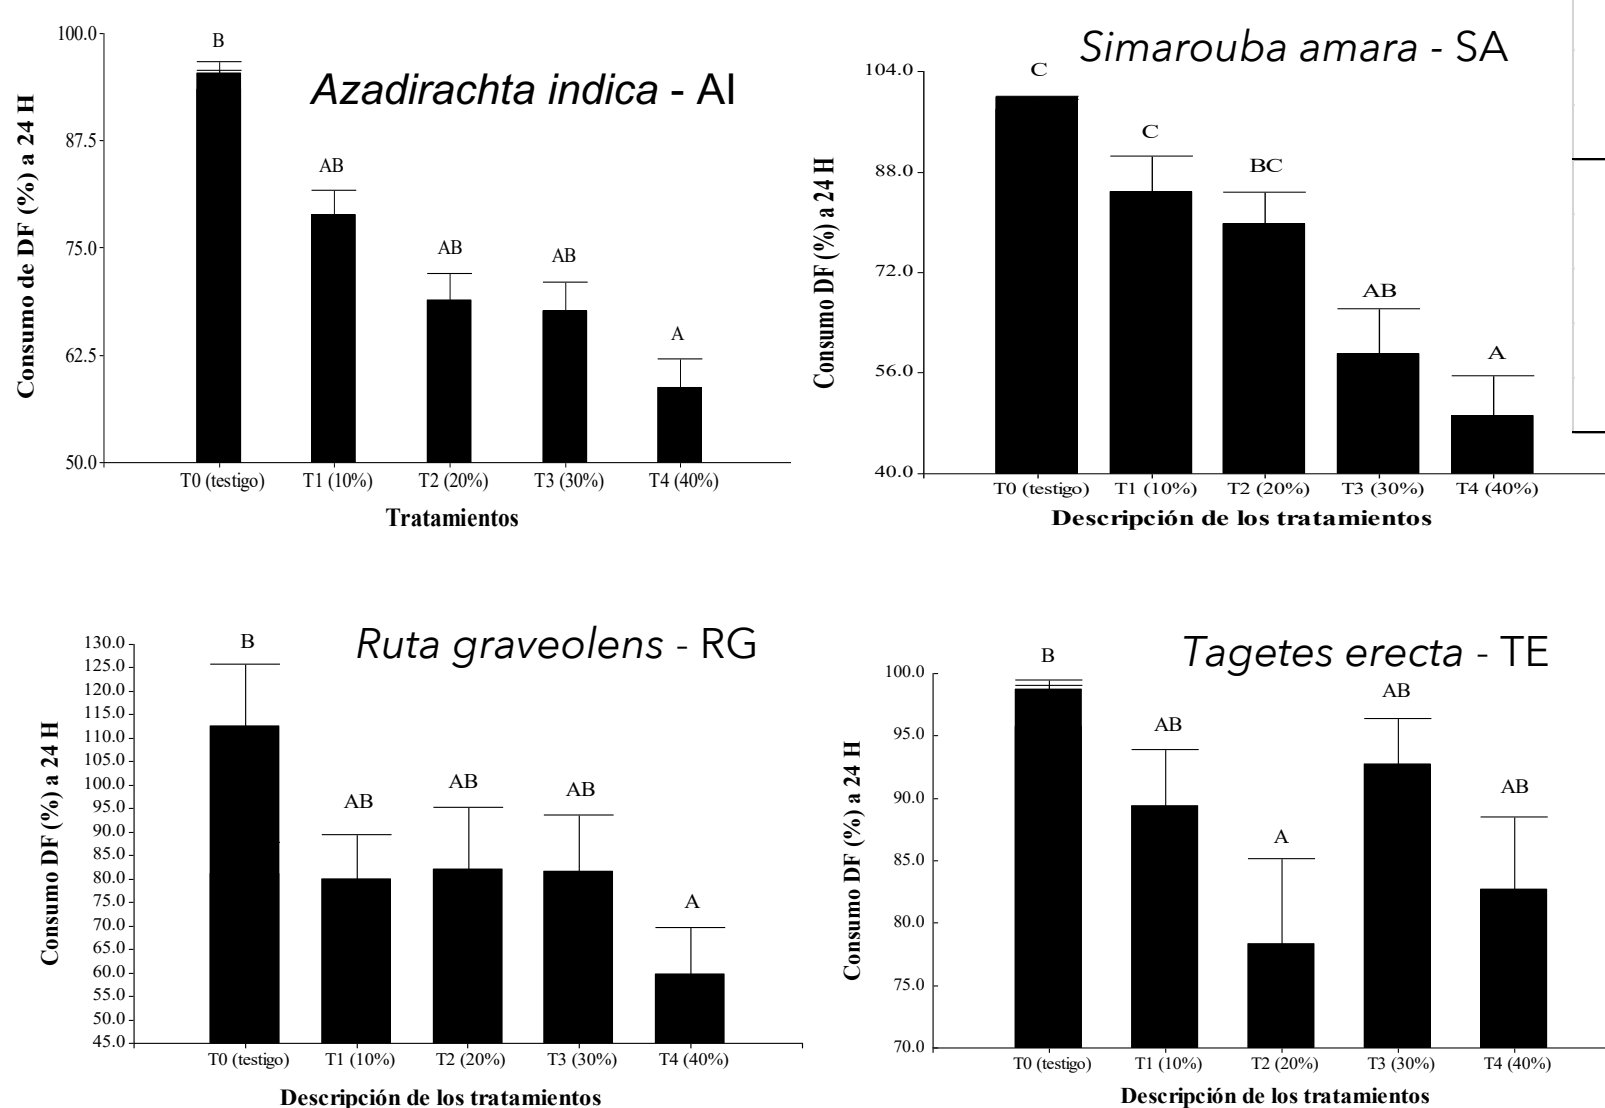 Azadirachta indica - AI
Consumo de DF (%) a 24 H
100.0
87.5
75.0
62.5
50.0
B
AB
AB
AB
A
T0 (testigo) T1 (10%) T2 (20%) T3 (30%) T4 (40%)
Tratamientos
Simarouba amara - SA
Consumo DF (%) a 24 H
104.0
88.0
72.0
56.0
40.0
C
C
BC
AB
A
T0 (testigo) T1 (10%) T2 (20%) T3 (30%) T4 (40%)
Descripción de los tratamientos
Ruta graveolens - RG
Consumo DF (%) a 24 H
130.0
125.0
120.0
115.0
110.0
105.0
100.0
95.0
90.0
85.0
80.0
75.0
70.0
65.0
60.0
55.0
50.0
45.0
B
AB
AB
AB
A
T0 (testigo) T1 (10%) T2 (20%) T3 (30%) T4 (40%)
Descripción de los tratamientos
Tagetes erecta - TE
Consumo DF (%) a 24 H
100.0
95.0
90.0
85.0
80.0
75.0
70.0
B
AB
A
AB
AB
T0 (testigo) T1 (10%) T2 (20%) T3 (30%) T4 (40%)
Descripción de los tratamientos